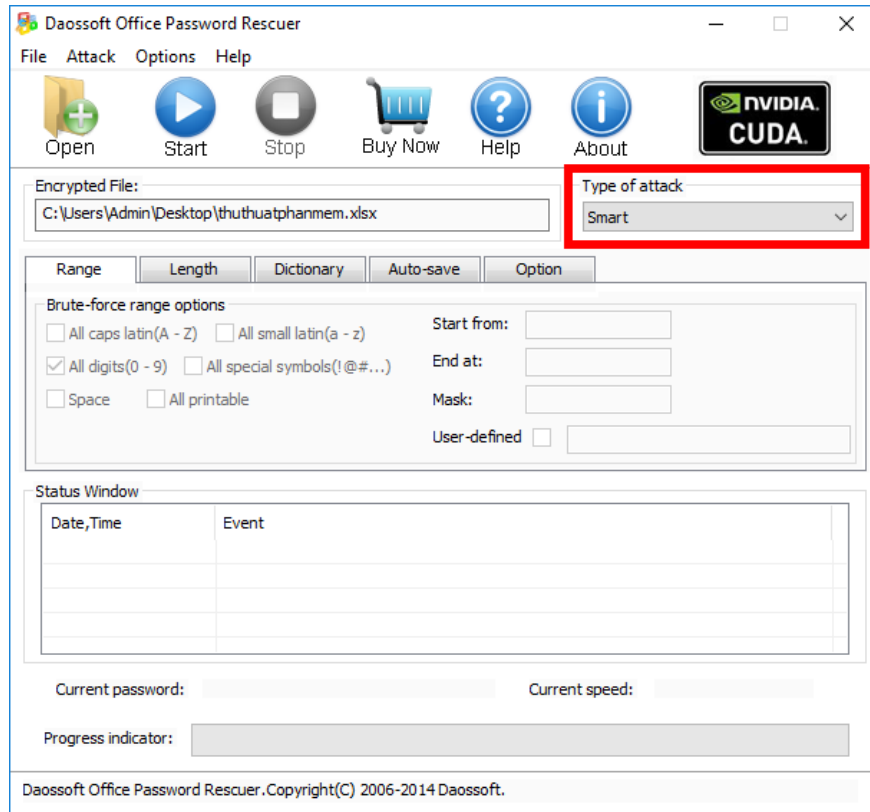 Daossoft Office Password Rescuer
File Attack Options Help
Open Start Stop Buy Now Help About NVIDIA. CUDA.
Encrypted File: Type of attack
C:\Users\Admin\Desktop\thuthuatphanmem.xlsx Smart
Range Length Dictionary Auto-save Option
Brute-force range options
All caps latin(A - Z) All small latin(a - z) Start from:
All digits(0 - 9) All special symbols(!@#...) End at:
Space All printable Mask:
User-defined
Status Window
Date,Time Event
Current password: Current speed:
Progress indicator:
Daossoft Office Password Rescuer.Copyright(C) 2006-2014 Daossoft.